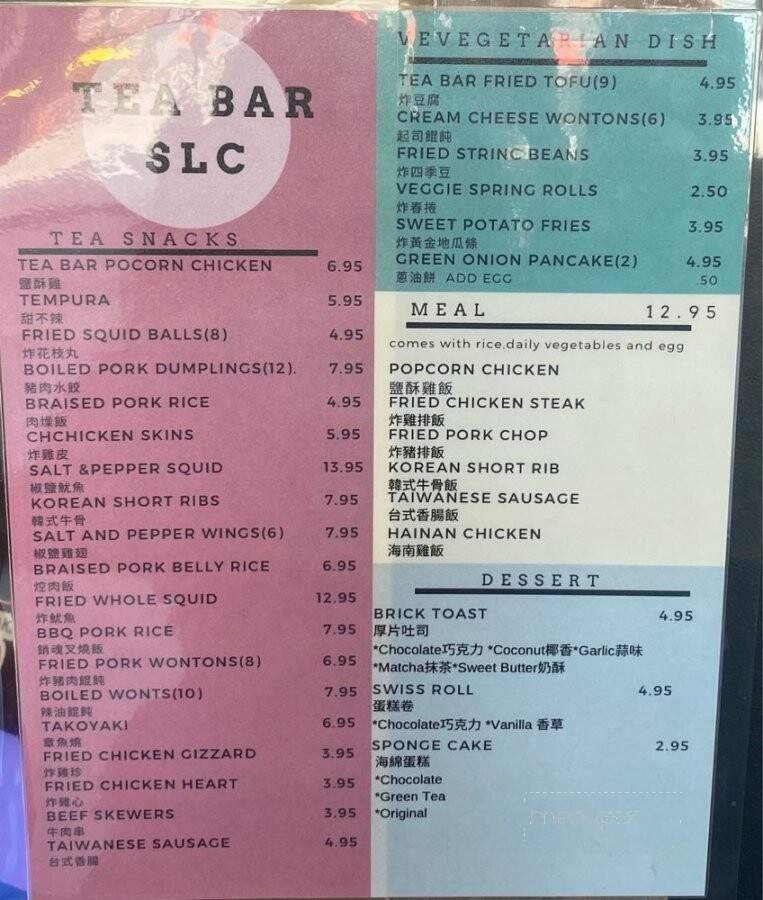 TEA BAR
SLC
TEA SNACKS
TEA BAR POCORN CHICKEN 6.95
鹽酥雞
TEMPURA 5.95
甜不辣
FRIED SQUID BALLS(8) 4.95
炸花枝丸
BOILED PORK DUMPLINGS(12). 7.95
豬肉水餃
BRAISED PORK RICE 4.95
肉燥飯
CHCHICKEN SKINS 5.95
炸雞皮
SALT &PEPPER SQUID 13.95
椒鹽魷魚
KOREAN SHORT RIBS 7.95
韓式牛骨
SALT AND PEPPER WINGS(6) 7.95
椒鹽雞翅
BRAISED PORK BELLY RICE 6.95
焢肉飯
FRIED WHOLE SQUID 12.95
炸魷魚
BBQ PORK RICE 7.95
銷魂叉燒飯
FRIED PORK WONTONS(8) 6.95
炸豬肉餛飩
BOILED WONTS(10) 7.95
辣油餛飩
TAKOYAKI 6.95
章魚燒
FRIED CHICKEN GIZZARD 3.95
炸雞珍
FRIED CHICKEN HEART 3.95
炸雞心
BEEF SKEWERS 3.95
牛肉串
TAIWANESE SAUSAGE 4.95
台式香腸
VEVEGETARIAN DISH
TEA BAR FRIED TOFU(9) 4.95
炸豆腐
CREAM CHEESE WONTONS(6) 3.95
起司餛飩
FRIED STRINC BEANS 3.95
炸四季豆
VEGGIE SPRING ROLLS 2.50
炸春捲
SWEET POTATO FRIES 3.95
炸黃金地瓜條
GREEN ONION PANCAKE(2) 4.95
蔥油餅 ADD EGG .50
MEAL 12.95
comes with rice,daily vegetables and egg
POPCORN CHICKEN
鹽酥雞飯
FRIED CHICKEN STEAK
炸雞排飯
FRIED PORK CHOP
炸豬排飯
KOREAN SHORT RIB
韓式牛骨飯
TAIWANESE SAUSAGE
台式香腸飯
HAINAN CHICKEN
海南雞飯
DESSERT
BRICK TOAST 4.95
厚片吐司
*Chocolate巧克力 *Coconut椰香*Garlic蒜味
*Matcha抹茶*Sweet Butter奶酥
SWISS ROLL 4.95
蛋糕卷
*Chocolate巧克力 *Vanilla 香草
SPONGE CAKE 2.95
海綿蛋糕
*Chocolate
*Green Tea
*Original